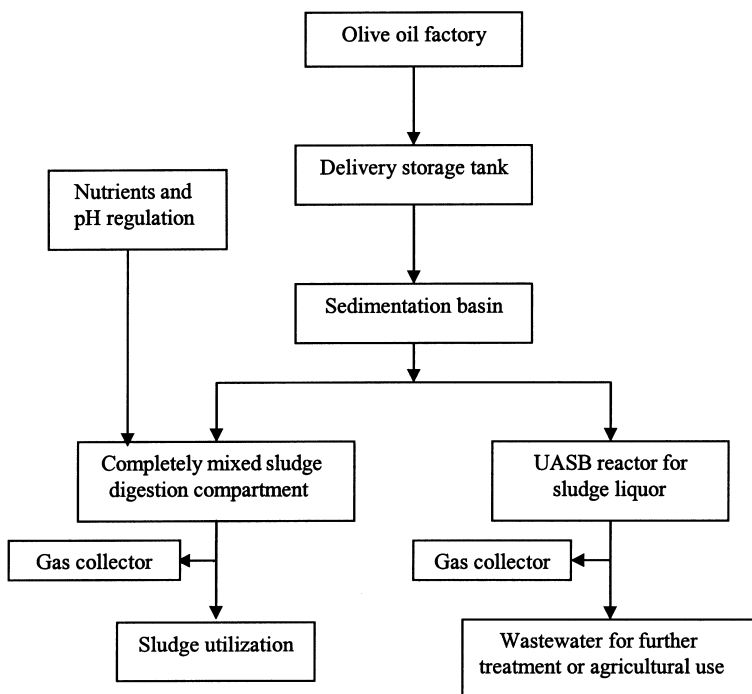 Olive oil factory
Delivery storage tank
Nutrients and
pH regulation
Sedimentation basin
Completely mixed sludge
digestion compartment
UASB reactor for
sludge liquor
Gas collector
Gas collector
Sludge utilization
Wastewater for further
treatment or agricultural use